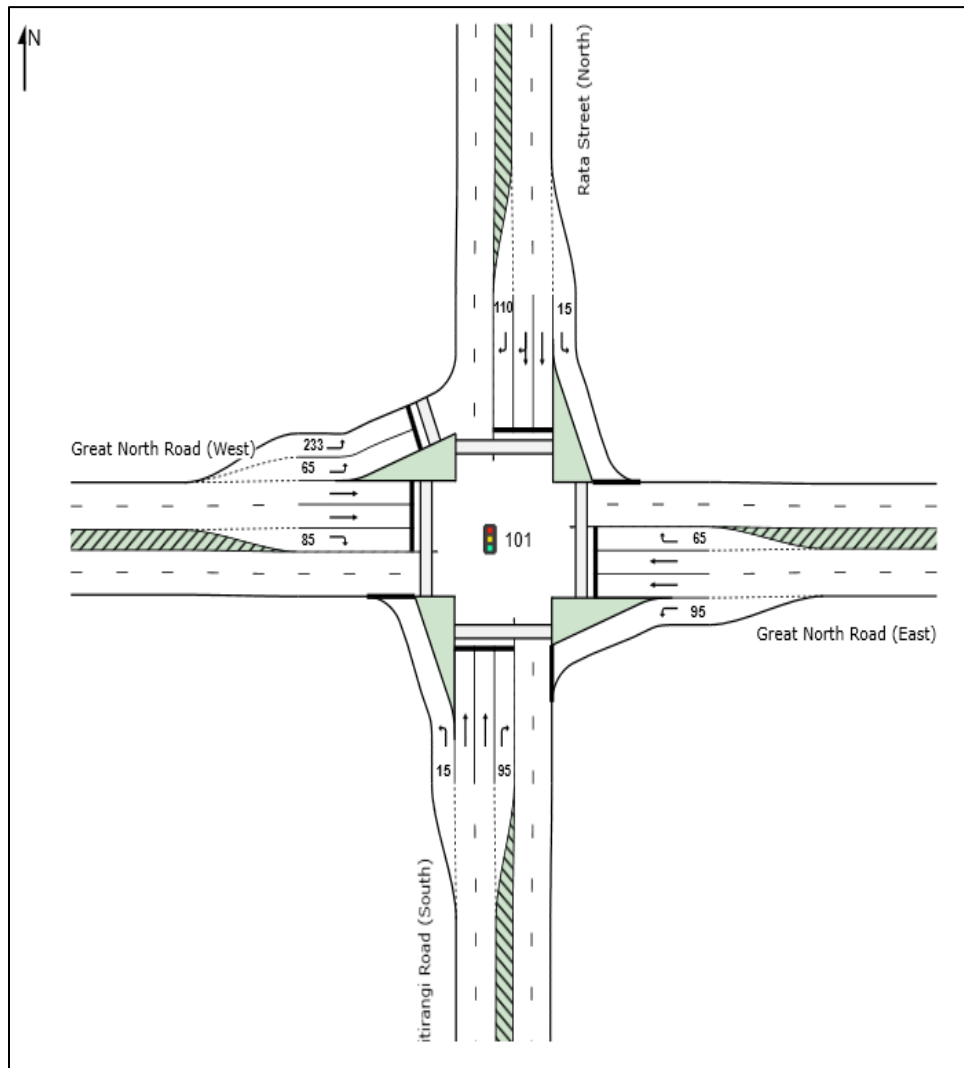 N
Rata Street (North)
110
15
Great North Road (West)
233
65
85
101
65
95
Great North Road (East)
15
95
itirangi Road (South)